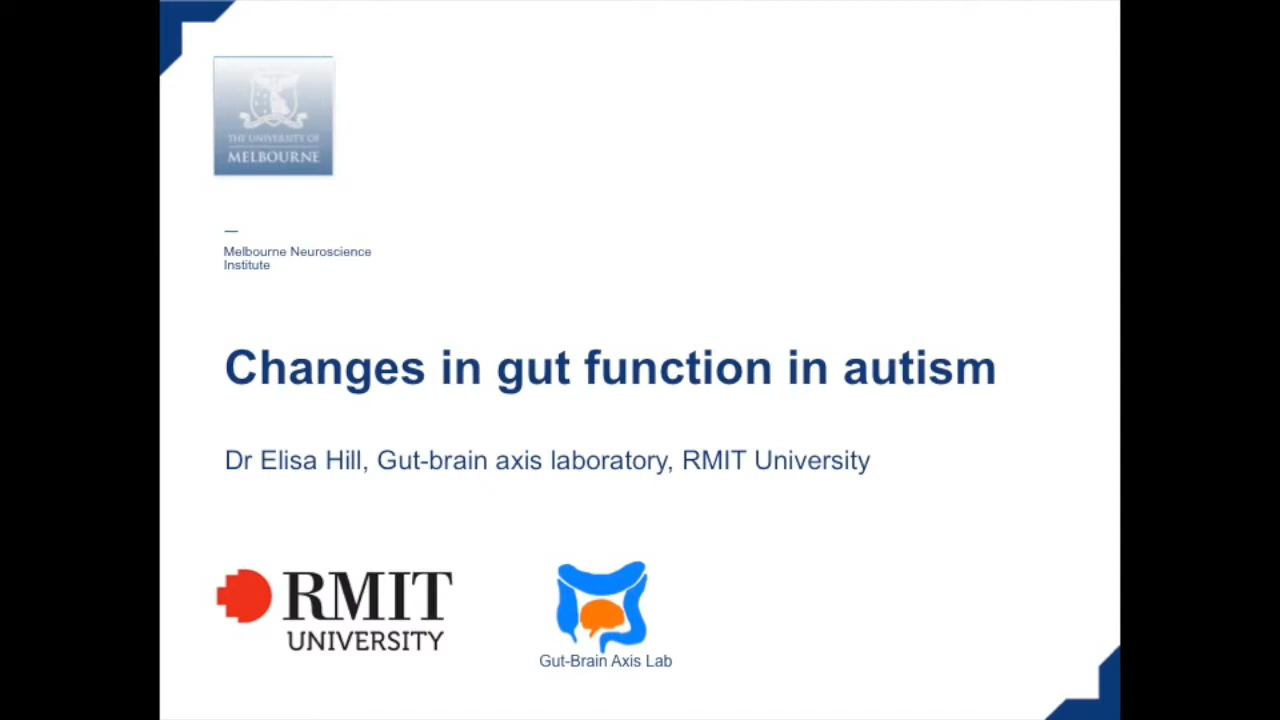 THE UNIVERSITY OF
MELBOURNE
—
Melbourne Neuroscience
Institute
Changes in gut function in autism
Dr Elisa Hill, Gut-brain axis laboratory, RMIT University
RMIT
UNIVERSITY
Gut-Brain Axis Lab